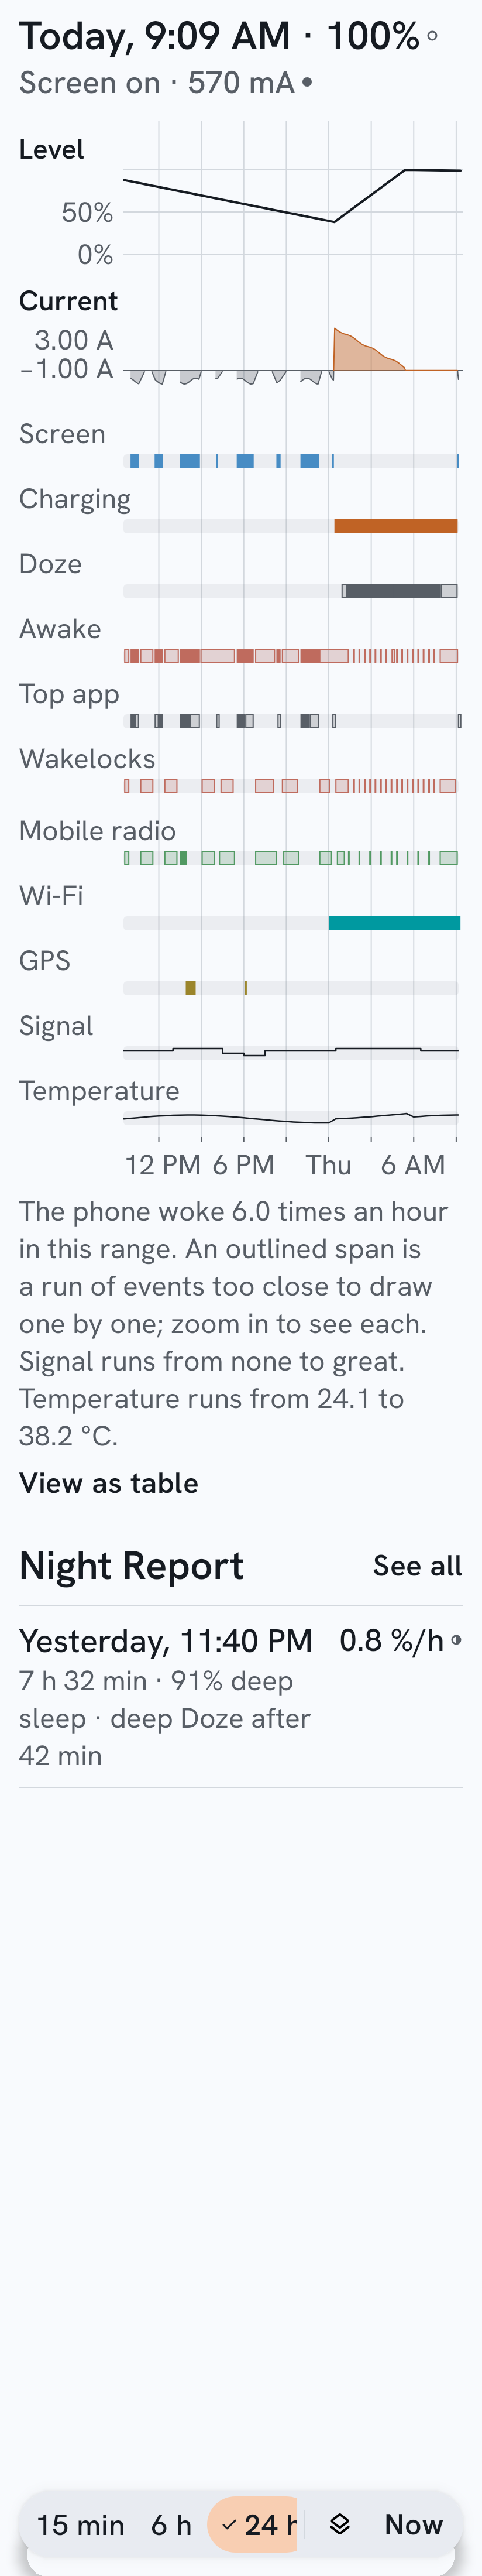 Today, 9:09 AM · 100%
Screen on · 570 mA
Level
50%
0%
Current
3.00 A
−1.00 A
Screen
Charging
Doze
Awake
Top app
Wakelocks
Mobile radio
Wi-Fi
GPS
Signal
Temperature
12 PM 6 PM Thu 6 AM
The phone woke 6.0 times an hour
in this range. An outlined span is
a run of events too close to draw
one by one; zoom in to see each.
Signal runs from none to great.
Temperature runs from 24.1 to
38.2 °C.
View as table
Night Report See all
Yesterday, 11:40 PM 0.8 %/h
7 h 32 min · 91% deep
sleep · deep Doze after
42 min
15 min 6 h 24 h Now